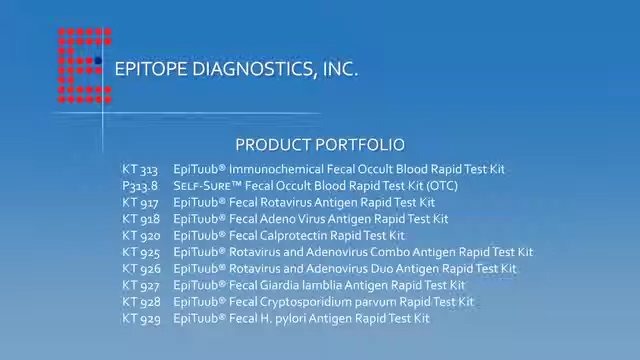 EPITOPE DIAGNOSTICS, INC.
PRODUCT PORTFOLIO
KT 313 EpiTuub® Immunochemical Fecal Occult Blood Rapid Test Kit
P313.8 Self-Sure™ Fecal Occult Blood Rapid Test Kit (OTC)
KT 917 EpiTuub® Fecal Rotavirus Antigen Rapid Test Kit
KT 918 EpiTuub® Fecal Adeno Virus Antigen Rapid Test Kit
KT 920 EpiTuub® Fecal Calprotectin Rapid Test Kit
KT 925 EpiTuub® Rotavirus and Adenovirus Combo Antigen Rapid Test Kit
KT 926 EpiTuub® Rotavirus and Adenovirus Duo Antigen Rapid Test Kit
KT 927 EpiTuub® Fecal Giardia lamblia Antigen Rapid Test Kit
KT 928 EpiTuub® Fecal Cryptosporidium parvum Rapid Test Kit
KT 929 EpiTuub® Fecal H. pylori Antigen Rapid Test Kit